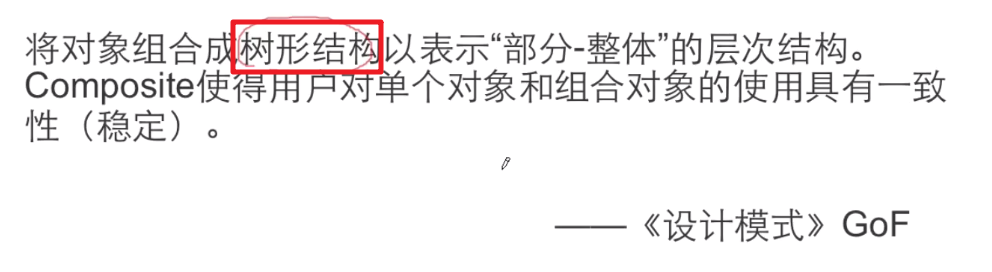 将对象组合成树形结构以表示“部分-整体”的层次结构。
Composite使得用户对单个对象和组合对象的使用具有一致
性（稳定）。
——《设计模式》GoF